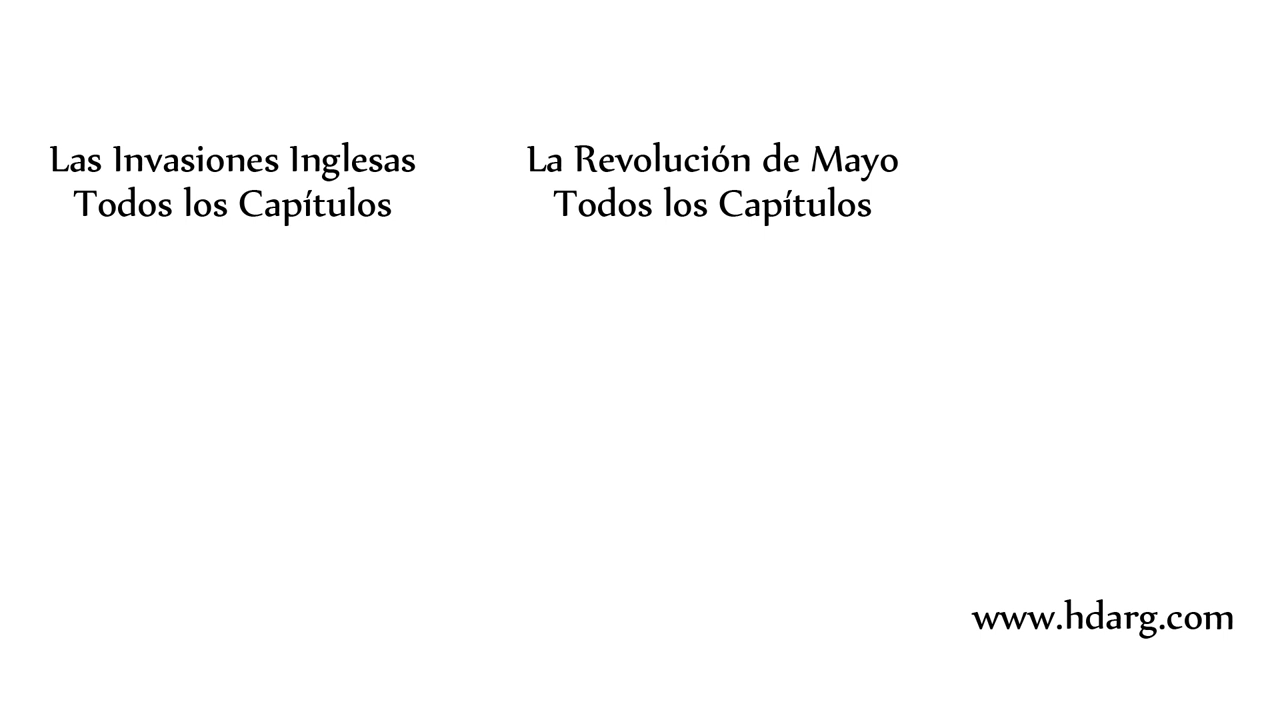 Las Invasiones Inglesas
Todos los Capítulos
La Revolución de Mayo
Todos los Capítulos
www.hdarg.com